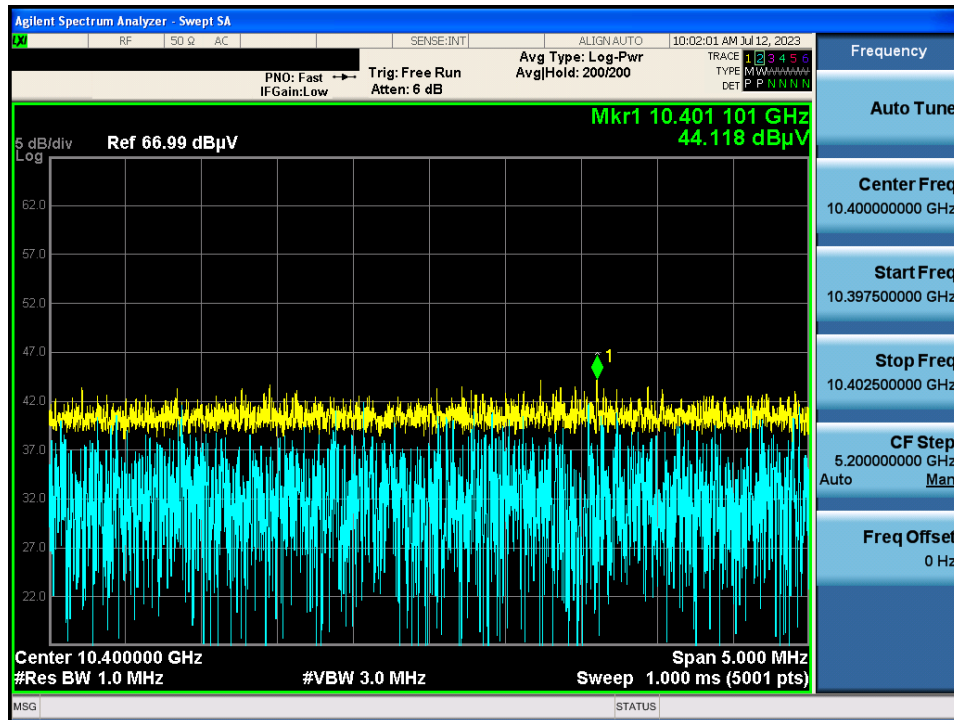 Agilent Spectrum Analyzer - Swept SA
LXI RF 50 Ω AC SENSE:INT ALIGN AUTO 10:02:01 AM Jul 12, 2023
PNO: Fast
IFGain:Low
Trig: Free Run
Atten: 6 dB
Avg Type: Log-Pwr
Avg|Hold: 200/200
TRACE 1 2 3 4 5 6
TYPE M W W W W W
DET P P N N N N
Mkr1 10.401 101 GHz
44.118 dBµV
5 dB/div Ref 66.99 dBµV
Log
62.0
57.0
52.0
47.0
42.0
37.0
32.0
27.0
22.0
1
Center 10.400000 GHz Span 5.000 MHz
#Res BW 1.0 MHz #VBW 3.0 MHz Sweep 1.000 ms (5001 pts)
MSG STATUS
Frequency
Auto Tune
Center Freq
10.400000000 GHz
Start Freq
10.397500000 GHz
Stop Freq
10.402500000 GHz
CF Step
5.200000000 GHz
Auto Man
Freq Offset
0 Hz